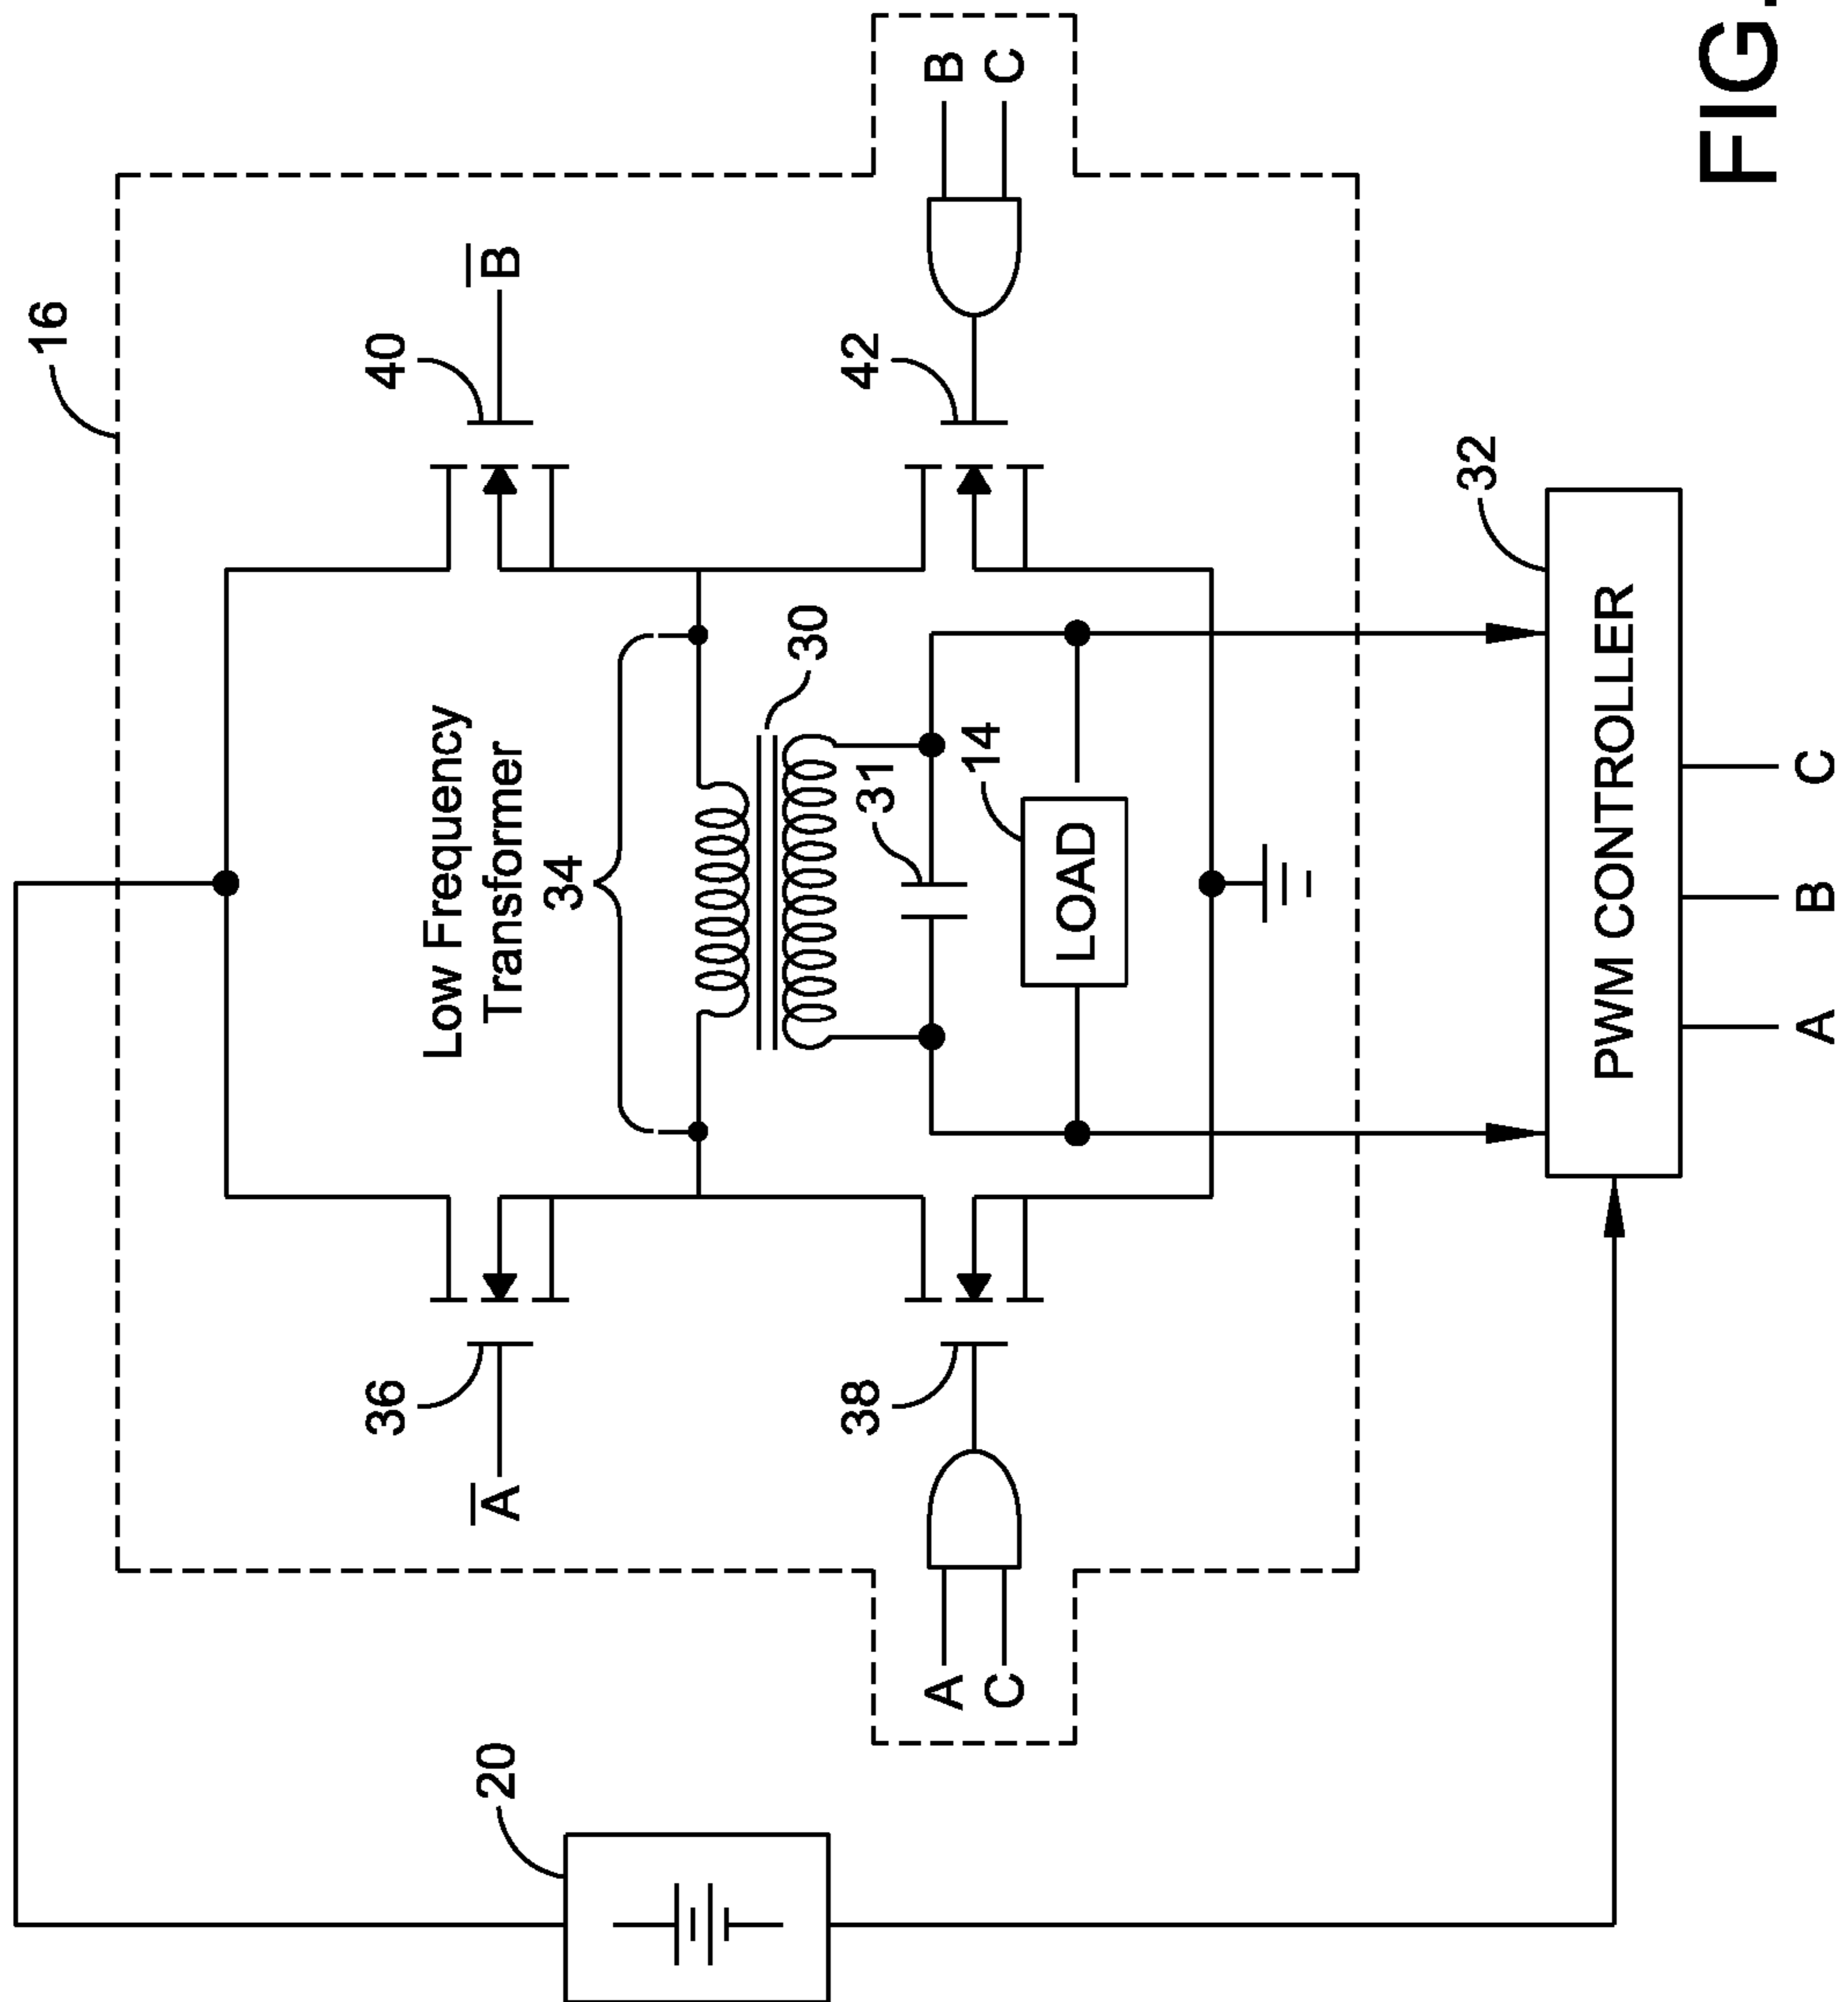 16
B
C
B̅
40
42
Low Frequency
Transformer
34
30
31
14
LOAD
36
A̅
38
A
C
20
32
PWM CONTROLLER
A
B
C
FIG.